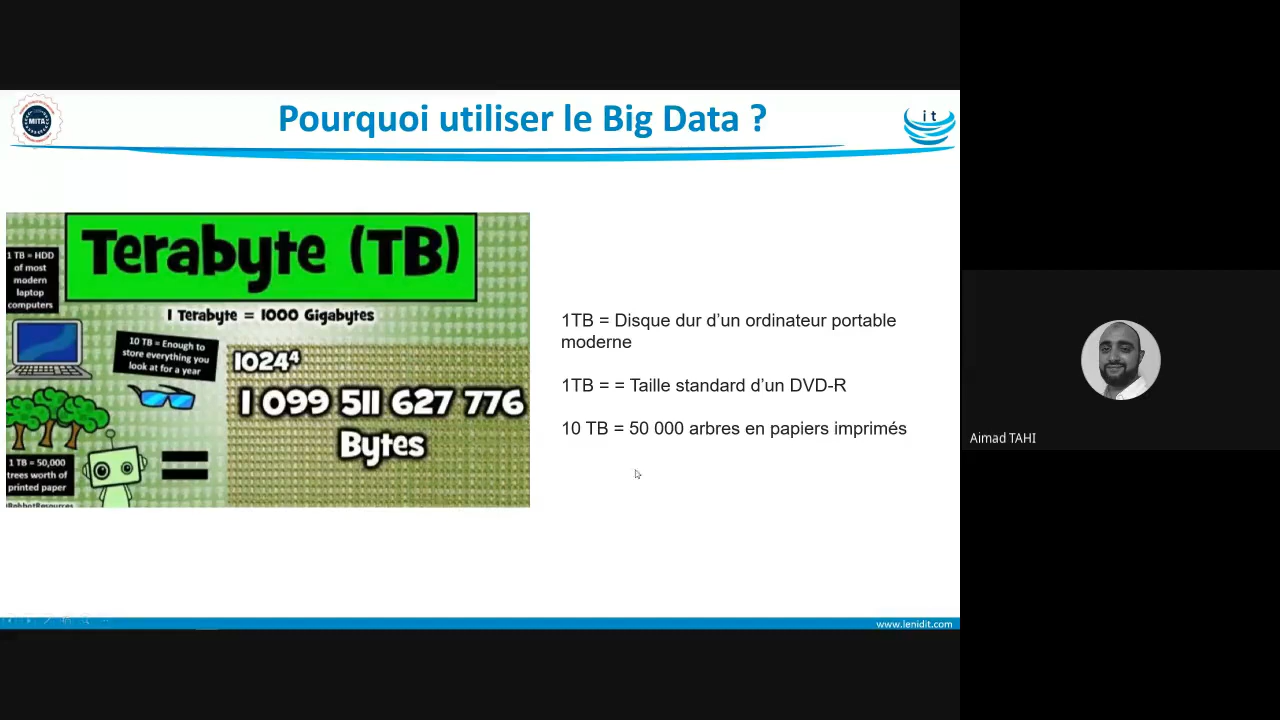 Pourquoi utiliser le Big Data ?
MITA
it
Terabyte (TB)
1 TB = HDD
of most
modern
laptop
computers
1 Terabyte = 1000 Gigabytes
10 TB = Enough to
store everything you
look at for a year
1024⁴
1 099 511 627 776
Bytes
1 TB = 50,000
trees worth of
printed paper
1TB = Disque dur d’un ordinateur portable
moderne
1TB = = Taille standard d’un DVD-R
10 TB = 50 000 arbres en papiers imprimés
Aimad TAHI
www.lenidit.com